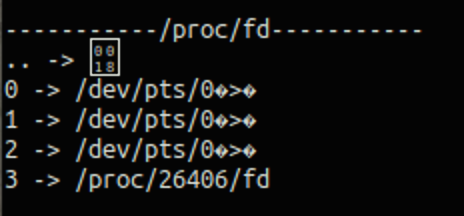 -----------/proc/fd-----------
.. -> 
0 -> /dev/pts/0�>�
1 -> /dev/pts/0�>�
2 -> /dev/pts/0�>�
3 -> /proc/26406/fd